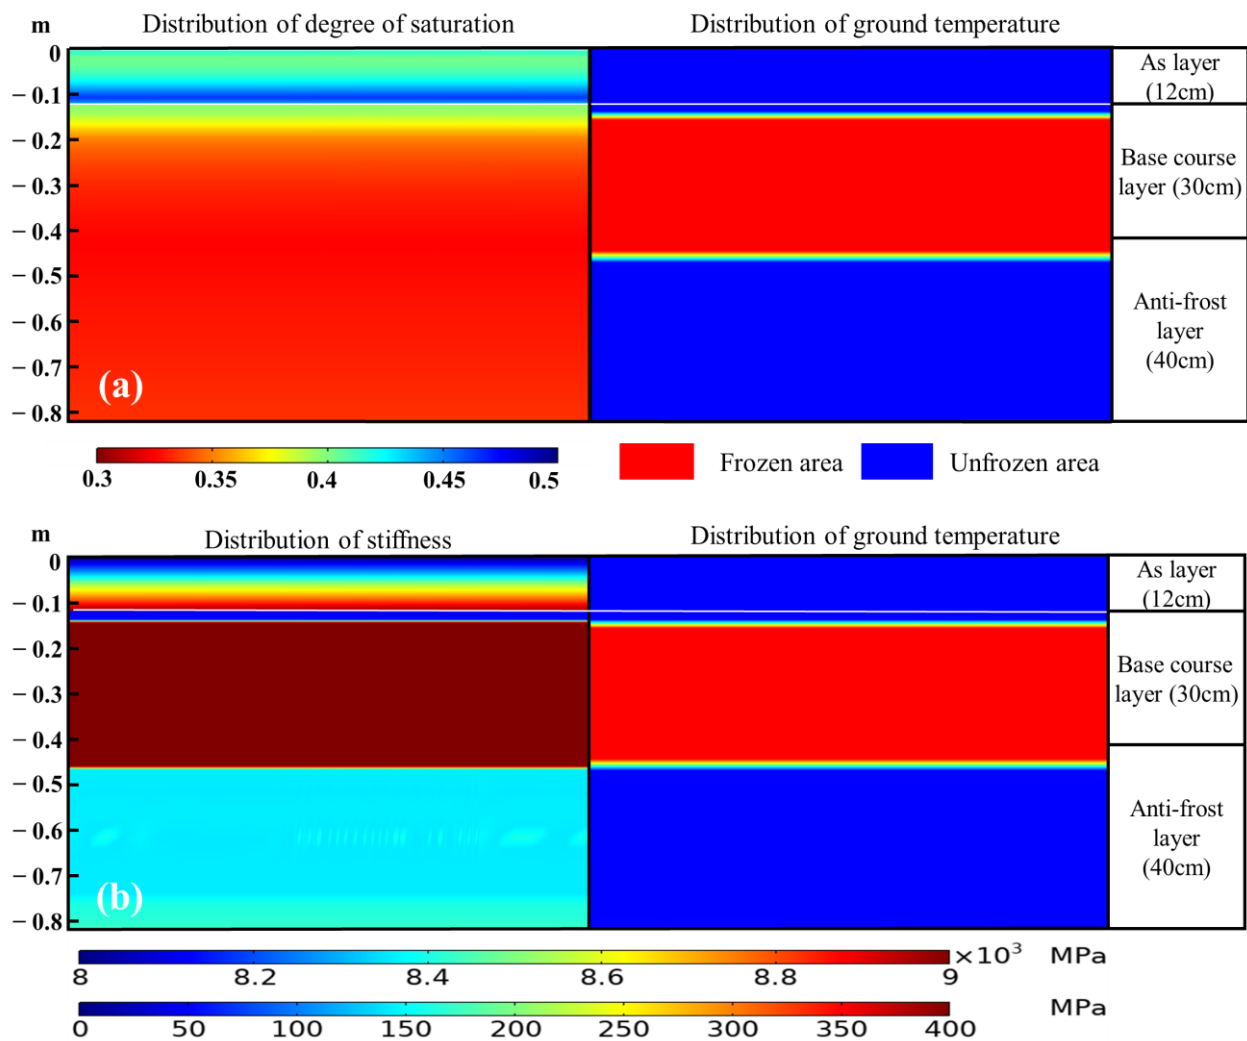 m
Distribution of degree of saturation
Distribution of ground temperature
0
−0.1
−0.2
−0.3
−0.4
−0.5
−0.6
−0.7
−0.8
(a)
As layer
(12cm)
Base course
layer (30cm)
Anti-frost
layer
(40cm)
0.3 0.35 0.4 0.45 0.5
Frozen area
Unfrozen area
m
Distribution of stiffness
Distribution of ground temperature
0
−0.1
−0.2
−0.3
−0.4
−0.5
−0.6
−0.7
−0.8
(b)
As layer
(12cm)
Base course
layer (30cm)
Anti-frost
layer
(40cm)
8 8.2 8.4 8.6 8.8 9 ×10³ MPa
0 50 100 150 200 250 300 350 400 MPa